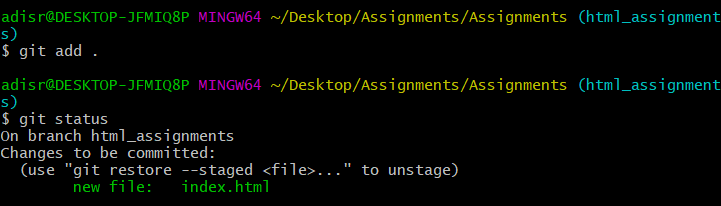 adisr@DESKTOP-JFMIQ8P MINGW64 ~/Desktop/Assignments/Assignments (html_assignment
s)
$ git add .
adisr@DESKTOP-JFMIQ8P MINGW64 ~/Desktop/Assignments/Assignments (html_assignment
s)
$ git status
On branch html_assignments
Changes to be committed:
  (use "git restore --staged <file>..." to unstage)
        new file:   index.html